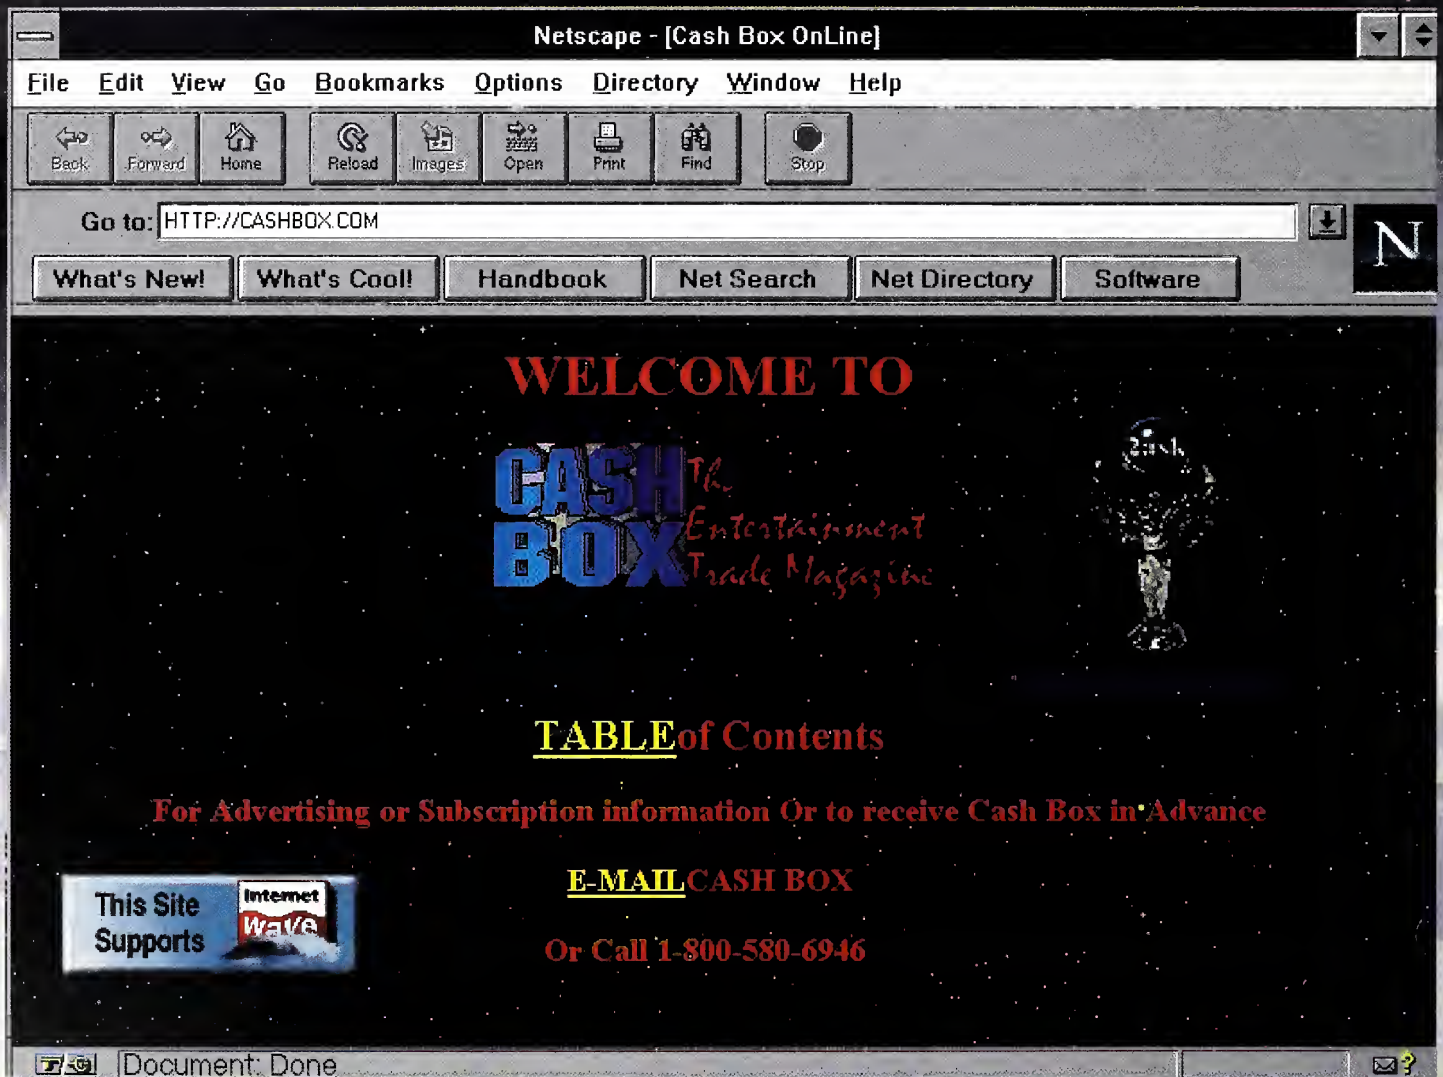 Netscape - [Cash Box OnLine]
File Edit View Go Bookmarks Options Directory Window Help
Back Forward Home Reload Images Open Print Find Stop
Go to: HTTP://CASHBOX.COM
N
What's New! What's Cool! Handbook Net Search Net Directory Software
WELCOME TO
CASH
BOX
The
Entertainment
Trade Magazine
Cash
TABLE of Contents
For Advertising or Subscription information Or to receive Cash Box in Advance
E-MAIL CASH BOX
Or Call 1-800-580-6946
This Site
Supports
Internet
wave
Document: Done
?